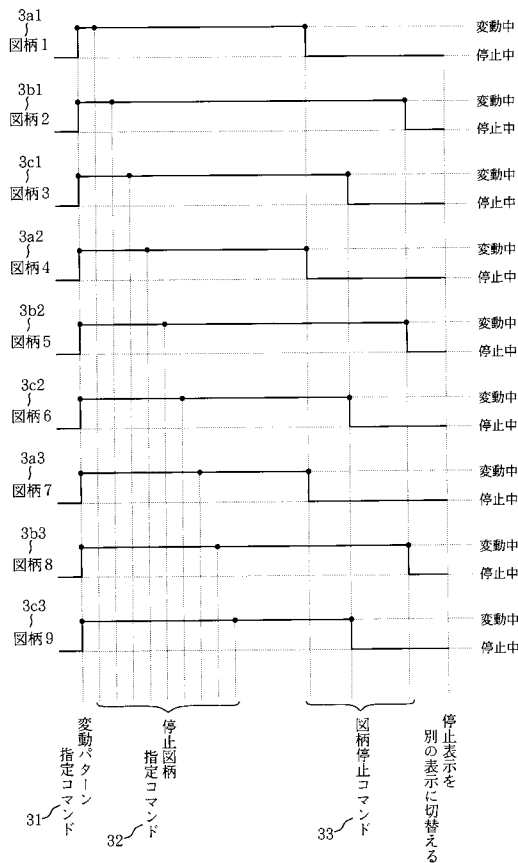 3a1
図柄1
変動中
停止中
3b1
図柄2
変動中
停止中
3c1
図柄3
変動中
停止中
3a2
図柄4
変動中
停止中
3b2
図柄5
変動中
停止中
3c2
図柄6
変動中
停止中
3a3
図柄7
変動中
停止中
3b3
図柄8
変動中
停止中
3c3
図柄9
変動中
停止中
変動パターン
指定コマンド
31
停止図柄
指定コマンド
32
図柄停止コマンド
33
停止表示を
別の表示に切替える